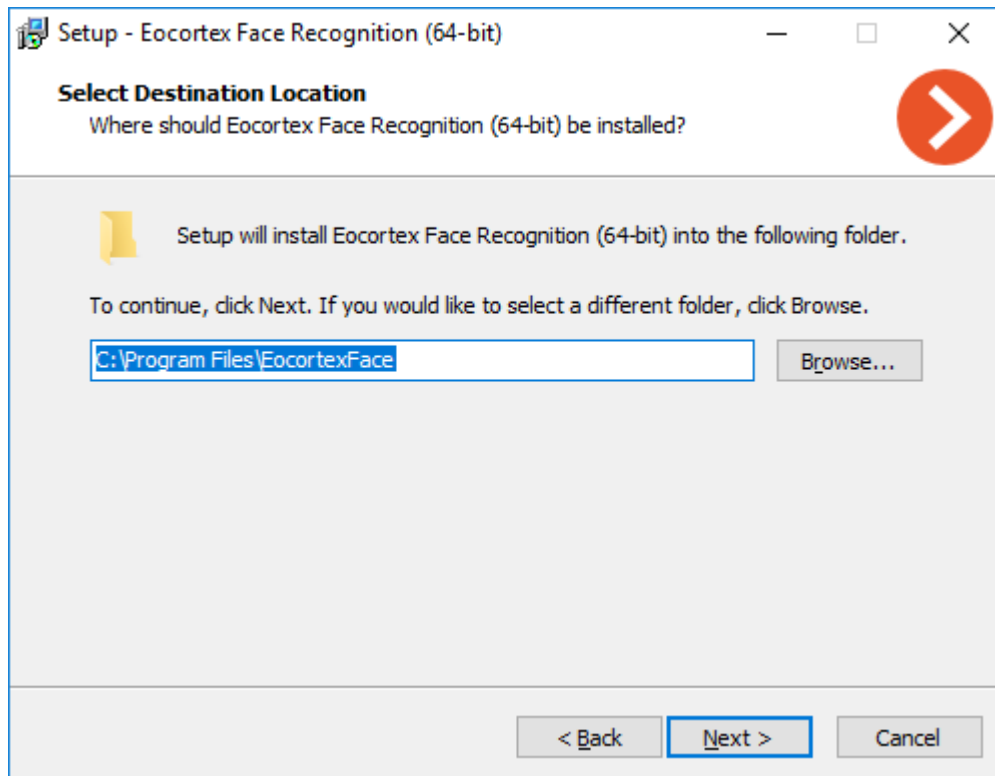 Setup - Eocortex Face Recognition (64-bit)
Select Destination Location
Where should Eocortex Face Recognition (64-bit) be installed?
Setup will install Eocortex Face Recognition (64-bit) into the following folder.
To continue, click Next. If you would like to select a different folder, click Browse.
C:\Program Files\EocortexFace
Browse...
< Back
Next >
Cancel